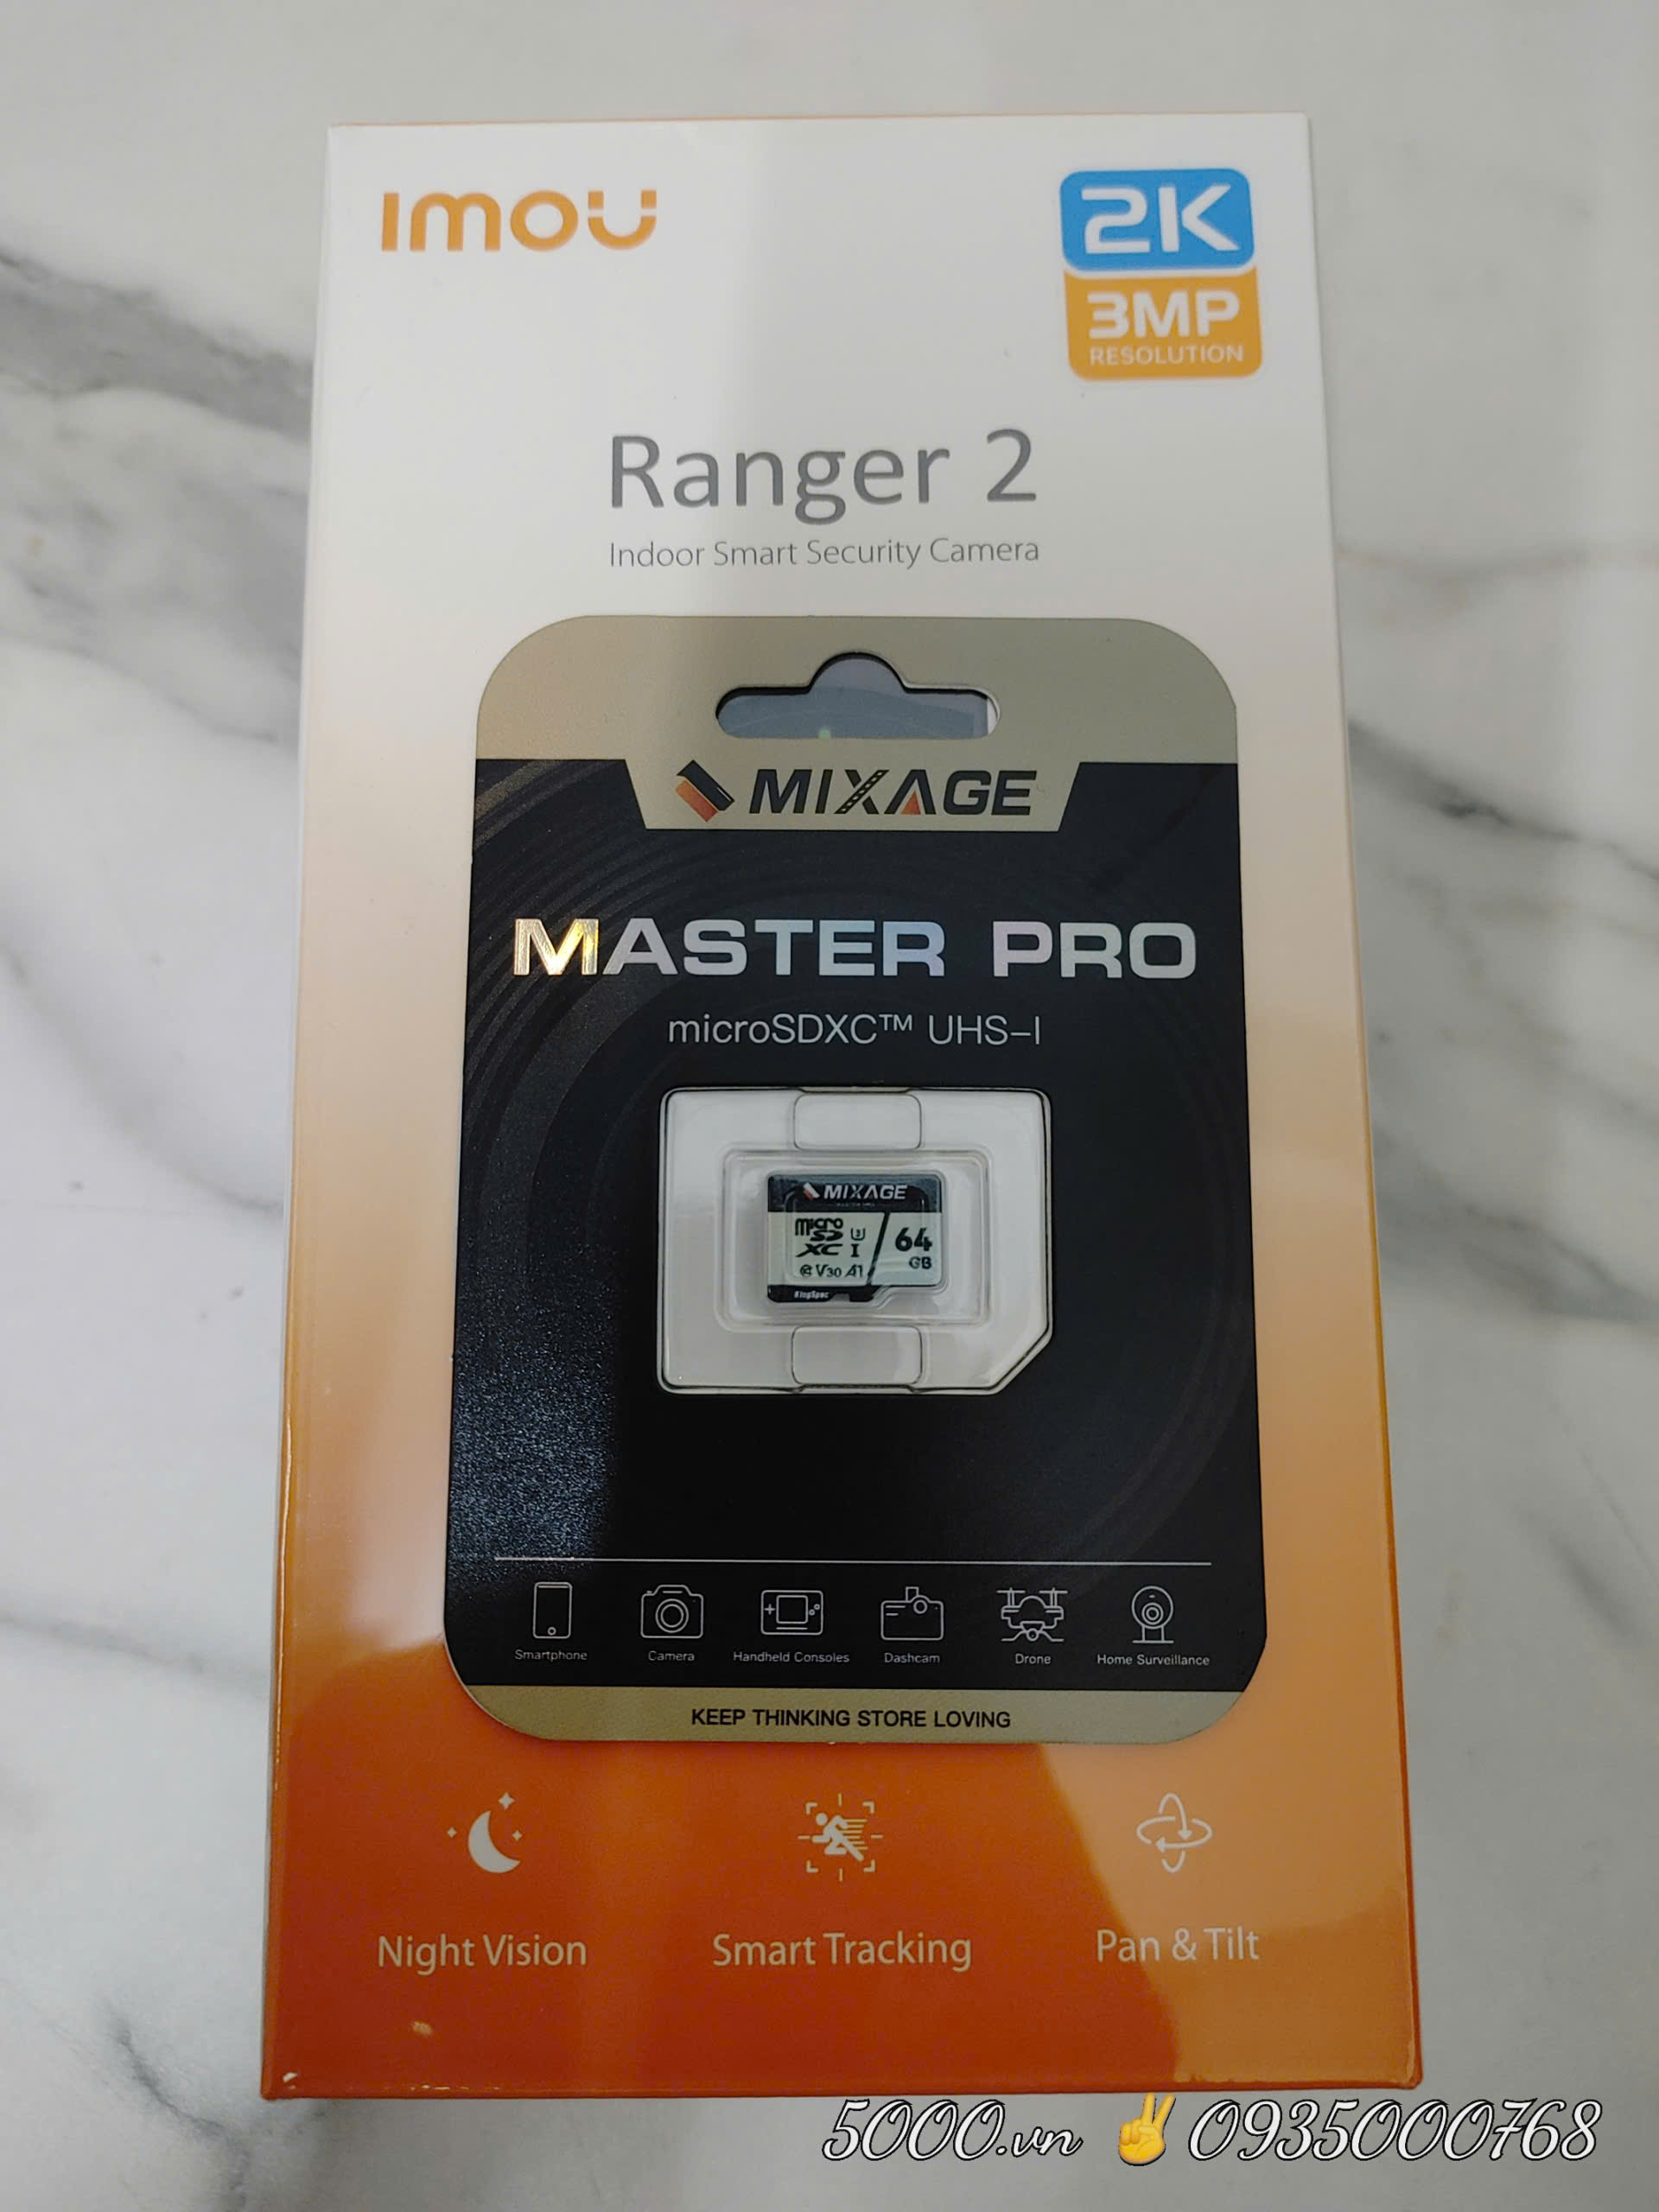 imou
2K
3MP
RESOLUTION
Ranger 2
Indoor Smart Security Camera
MIXAGE
MASTER PRO
microSDXC™ UHS-I
MIXAGE
micro
SD
XC I
U3
64
GB
V30 A1
KingSpec
Smartphone
Camera
Handheld Consoles
Dashcam
Drone
Home Surveillance
KEEP THINKING STORE LOVING
Night Vision
Smart Tracking
Pan & Tilt
5000.vn ✌️0935000768